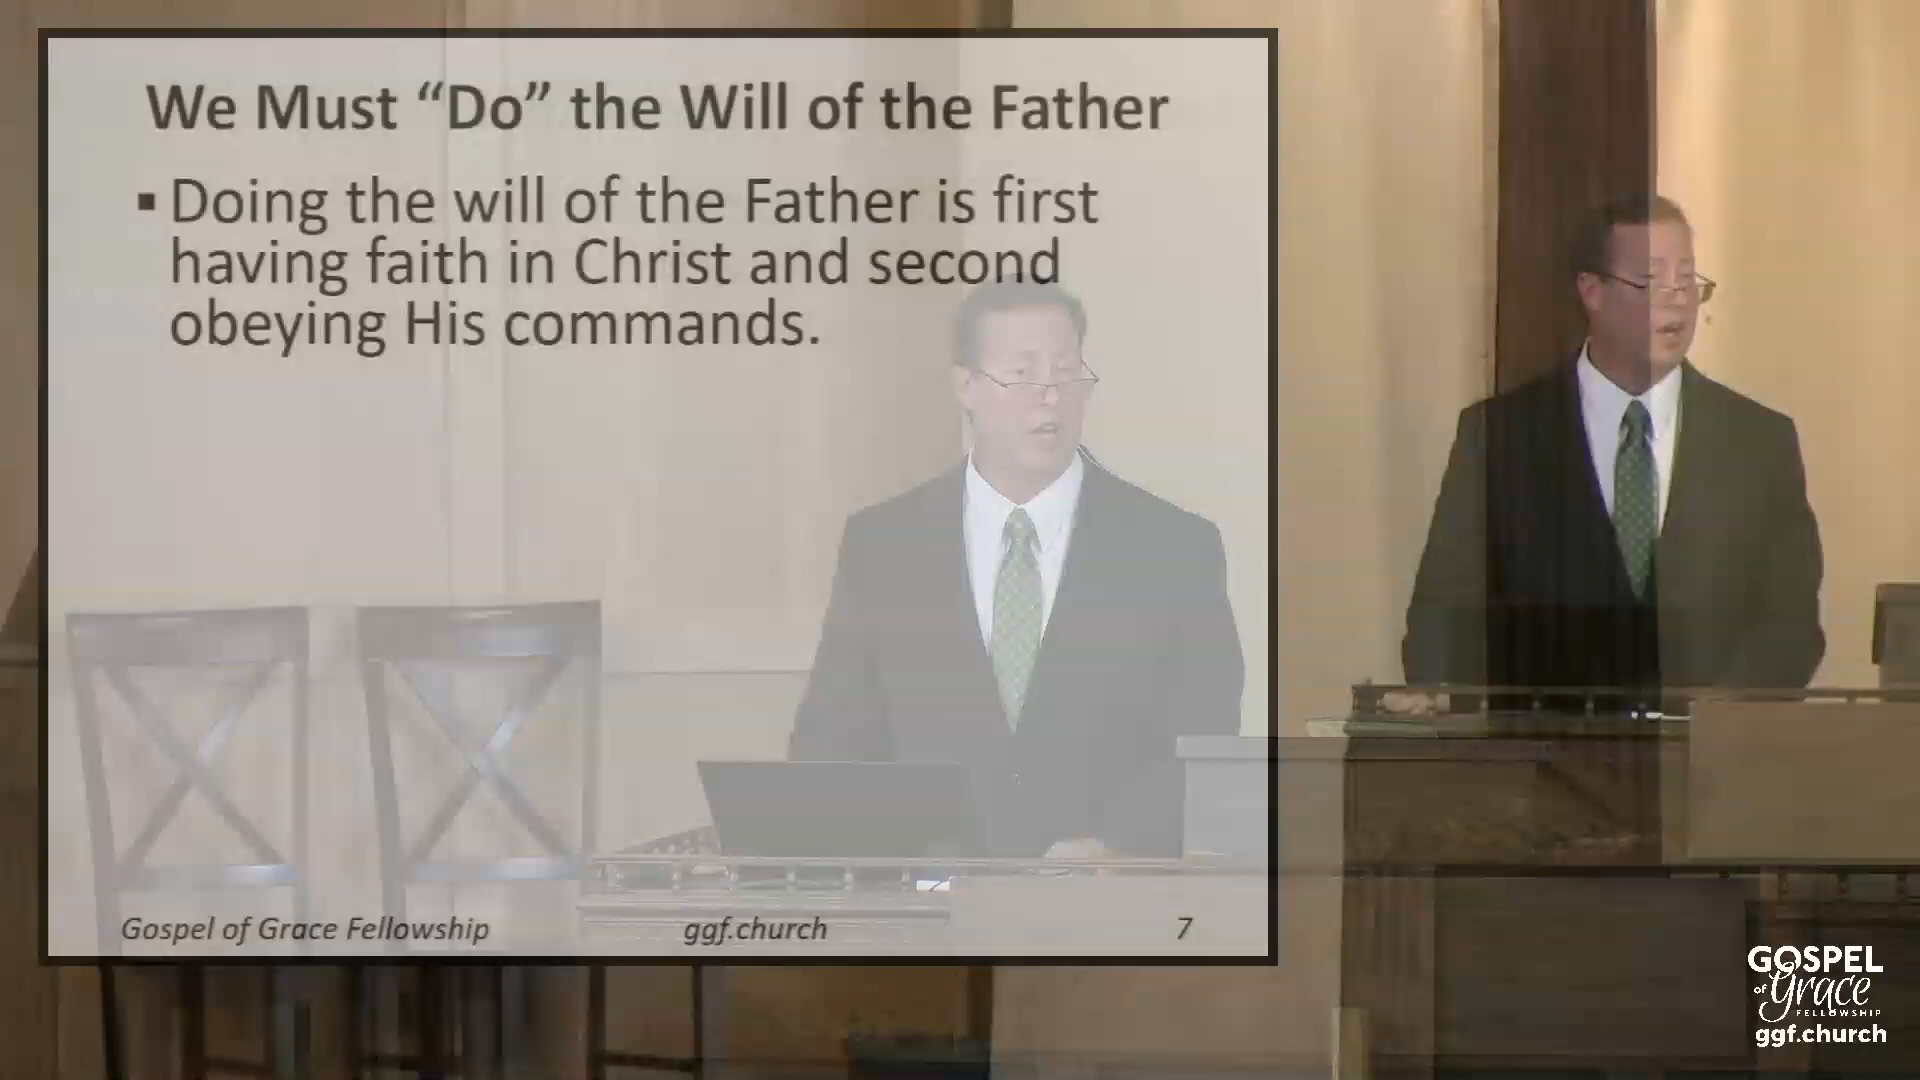 We Must “Do” the Will of the Father
▪ Doing the will of the Father is first
having faith in Christ and second
obeying His commands.
Gospel of Grace Fellowship ggf.church 7
GOSPEL
of Grace
FELLOWSHIP
ggf.church